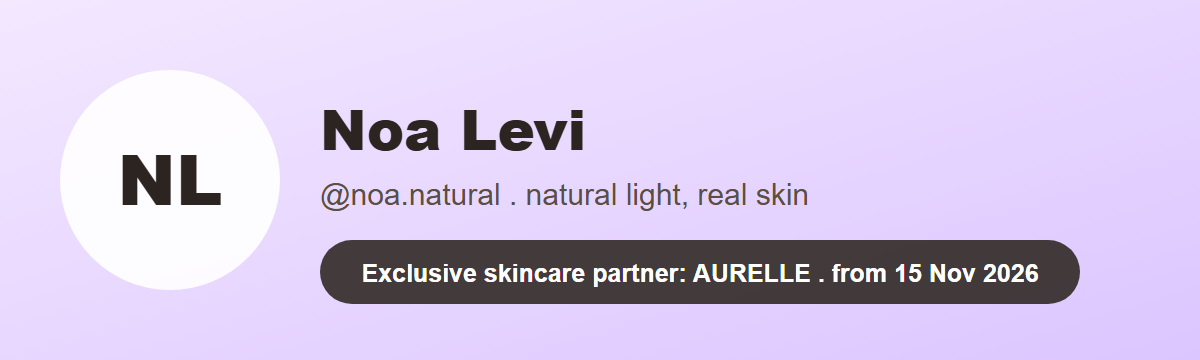 NL
Noa Levi
@noa.natural . natural light, real skin
Exclusive skincare partner: AURELLE . from 15 Nov 2026